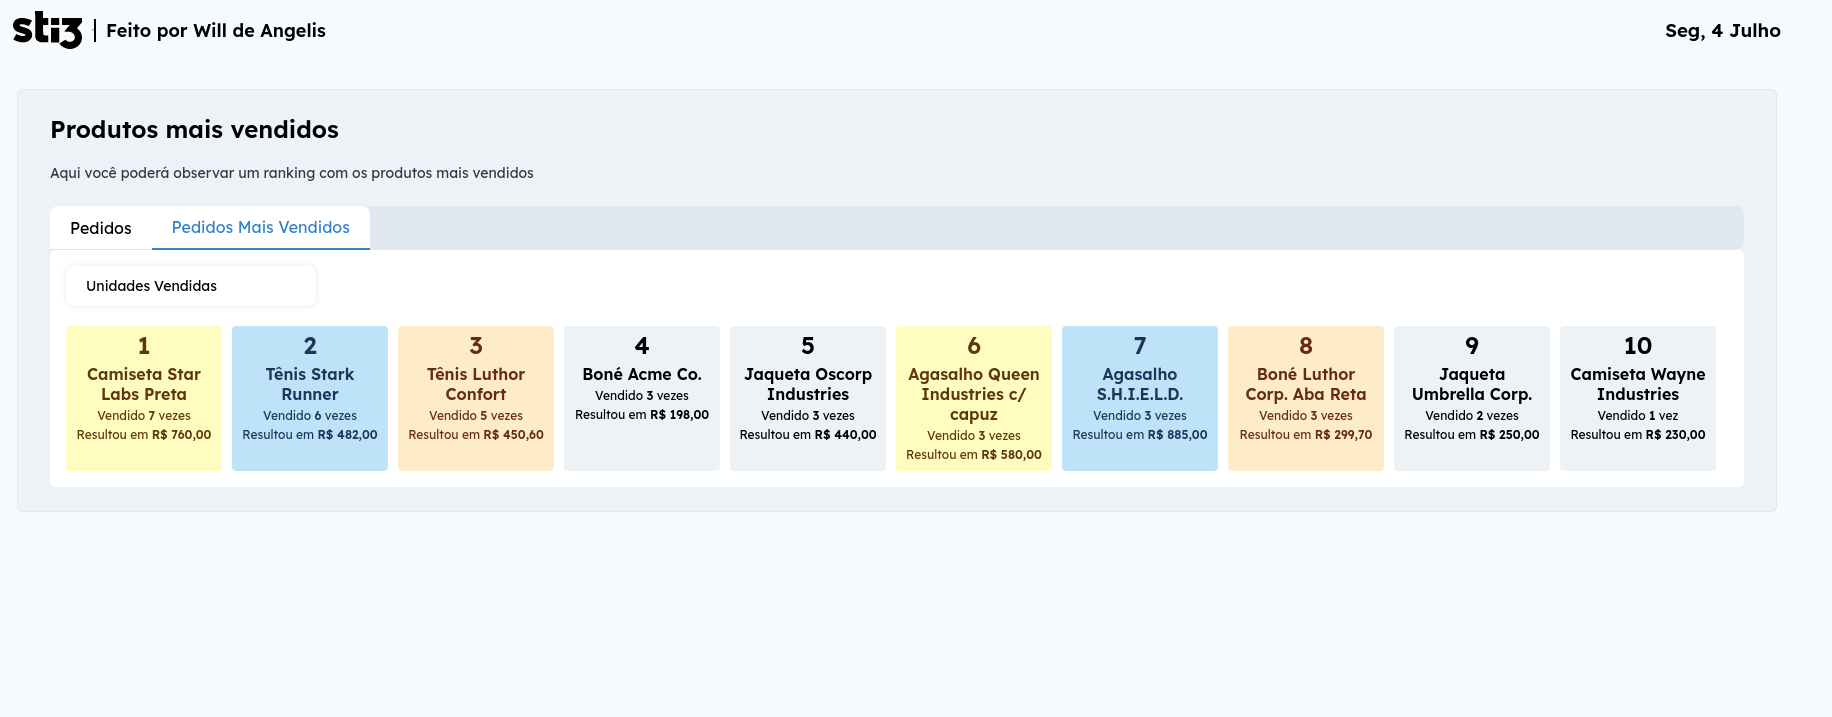 sti3 | Feito por Will de Angelis
Seg, 4 Julho
Produtos mais vendidos
Aqui você poderá observar um ranking com os produtos mais vendidos
Pedidos
Pedidos Mais Vendidos
Unidades Vendidas
1
Camiseta Star
Labs Preta
Vendido 7 vezes
Resultou em R$ 760,00
2
Tênis Stark
Runner
Vendido 6 vezes
Resultou em R$ 482,00
3
Tênis Luthor
Confort
Vendido 5 vezes
Resultou em R$ 450,60
4
Boné Acme Co.
Vendido 3 vezes
Resultou em R$ 198,00
5
Jaqueta Oscorp
Industries
Vendido 3 vezes
Resultou em R$ 440,00
6
Agasalho Queen
Industries c/
capuz
Vendido 3 vezes
Resultou em R$ 580,00
7
Agasalho
S.H.I.E.L.D.
Vendido 3 vezes
Resultou em R$ 885,00
8
Boné Luthor
Corp. Aba Reta
Vendido 3 vezes
Resultou em R$ 299,70
9
Jaqueta
Umbrella Corp.
Vendido 2 vezes
Resultou em R$ 250,00
10
Camiseta Wayne
Industries
Vendido 1 vez
Resultou em R$ 230,00